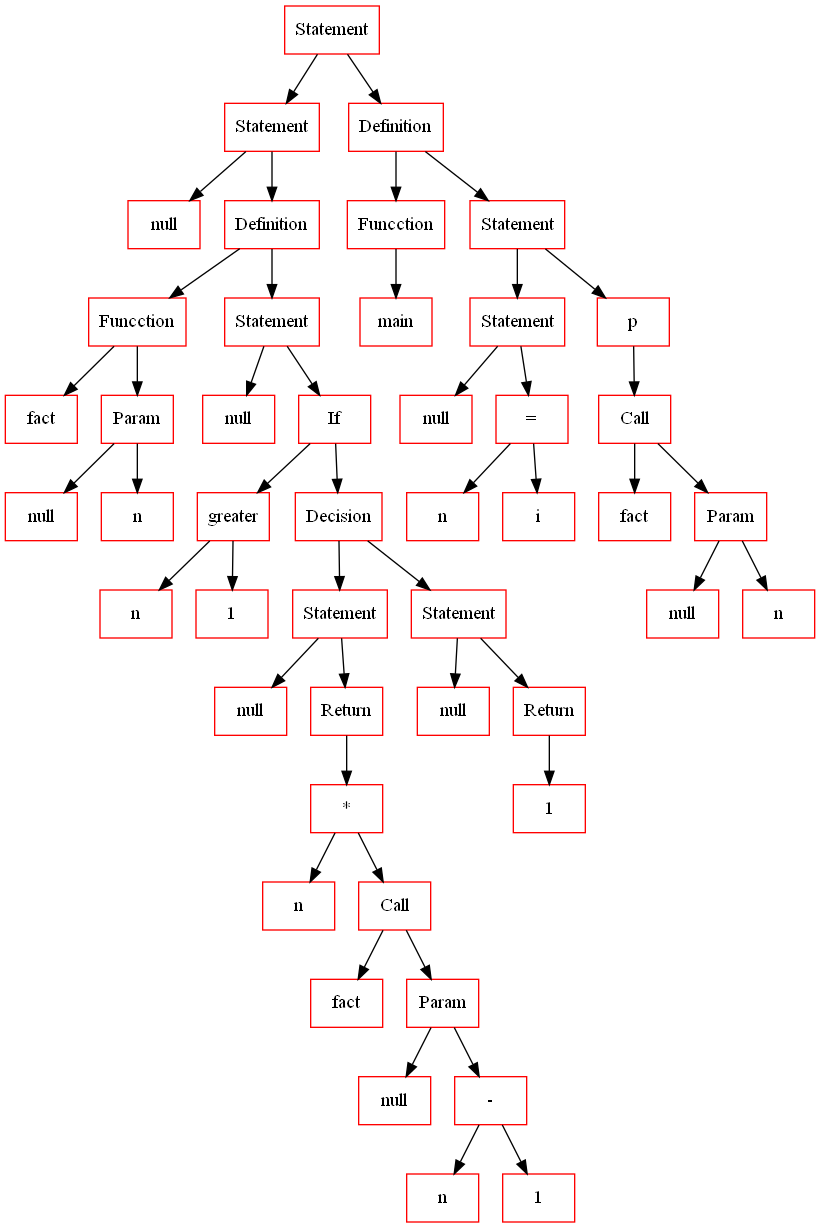 Statement
Statement
Definition
null
Definition
Funcction
Statement
Funcction
Statement
main
Statement
p
fact
Param
null
If
null
=
Call
null
n
greater
Decision
n
i
fact
Param
n
1
Statement
Statement
null
n
null
Return
null
Return
*
1
n
Call
fact
Param
null
-
n
1